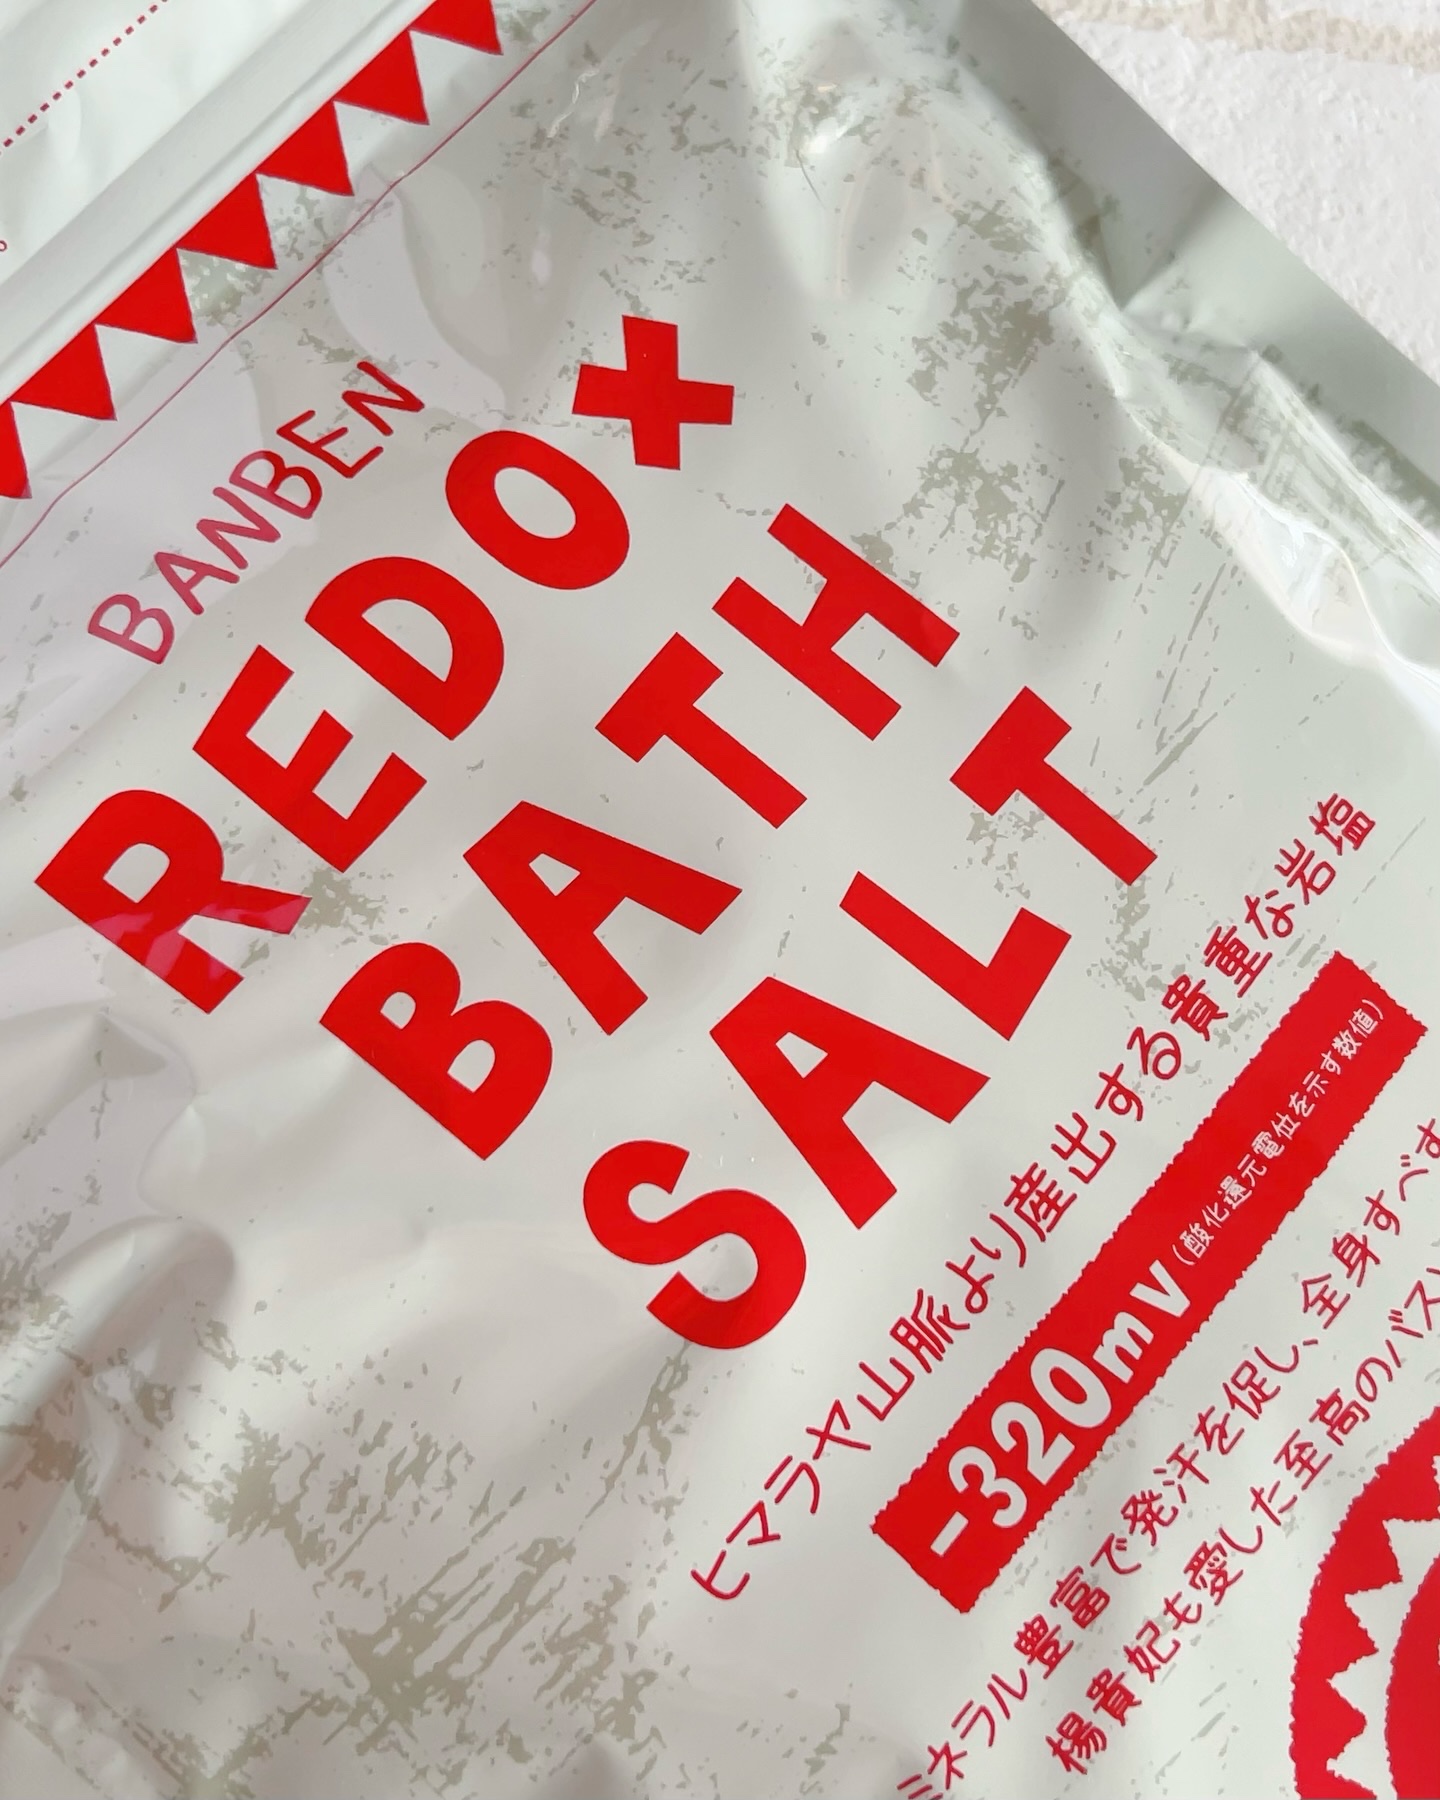 BANBEN
REDOX
BATH
SALT
ヒマラヤ山脈より産出する貴重な岩塩
-320mV(酸化還元電位を示す数値)
ミネラル豊富で発汗を促し、全身すべす
楊貴妃も愛した至高のバス